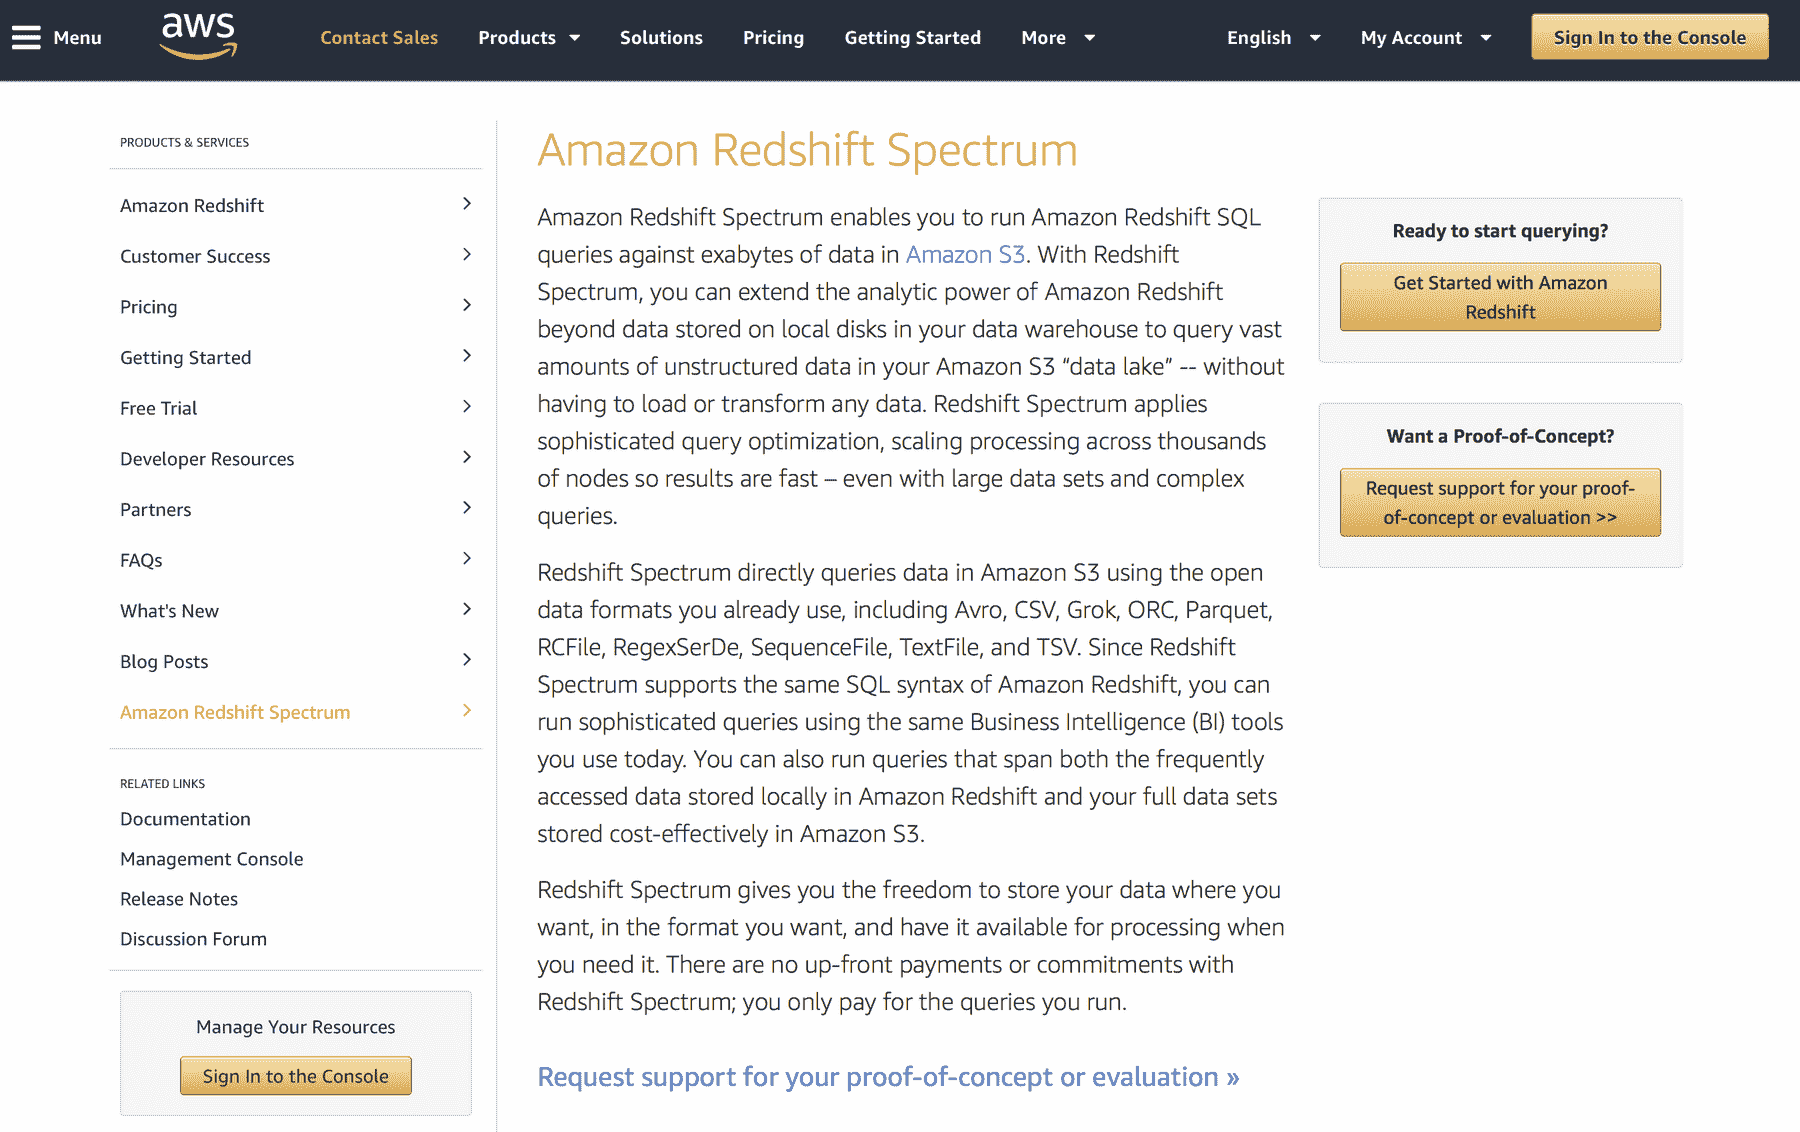 Menu
aws
Contact Sales
Products
Solutions
Pricing
Getting Started
More
English
My Account
Sign In to the Console
PRODUCTS & SERVICES
Amazon Redshift
Customer Success
Pricing
Getting Started
Free Trial
Developer Resources
Partners
FAQs
What's New
Blog Posts
Amazon Redshift Spectrum
RELATED LINKS
Documentation
Management Console
Release Notes
Discussion Forum
Manage Your Resources
Sign In to the Console
Amazon Redshift Spectrum
Amazon Redshift Spectrum enables you to run Amazon Redshift SQL
queries against exabytes of data in Amazon S3. With Redshift
Spectrum, you can extend the analytic power of Amazon Redshift
beyond data stored on local disks in your data warehouse to query vast
amounts of unstructured data in your Amazon S3 “data lake” -- without
having to load or transform any data. Redshift Spectrum applies
sophisticated query optimization, scaling processing across thousands
of nodes so results are fast – even with large data sets and complex
queries.
Redshift Spectrum directly queries data in Amazon S3 using the open
data formats you already use, including Avro, CSV, Grok, ORC, Parquet,
RCFile, RegexSerDe, SequenceFile, TextFile, and TSV. Since Redshift
Spectrum supports the same SQL syntax of Amazon Redshift, you can
run sophisticated queries using the same Business Intelligence (BI) tools
you use today. You can also run queries that span both the frequently
accessed data stored locally in Amazon Redshift and your full data sets
stored cost-effectively in Amazon S3.
Redshift Spectrum gives you the freedom to store your data where you
want, in the format you want, and have it available for processing when
you need it. There are no up-front payments or commitments with
Redshift Spectrum; you only pay for the queries you run.
Request support for your proof-of-concept or evaluation »
Ready to start querying?
Get Started with Amazon
Redshift
Want a Proof-of-Concept?
Request support for your proof-
of-concept or evaluation >>